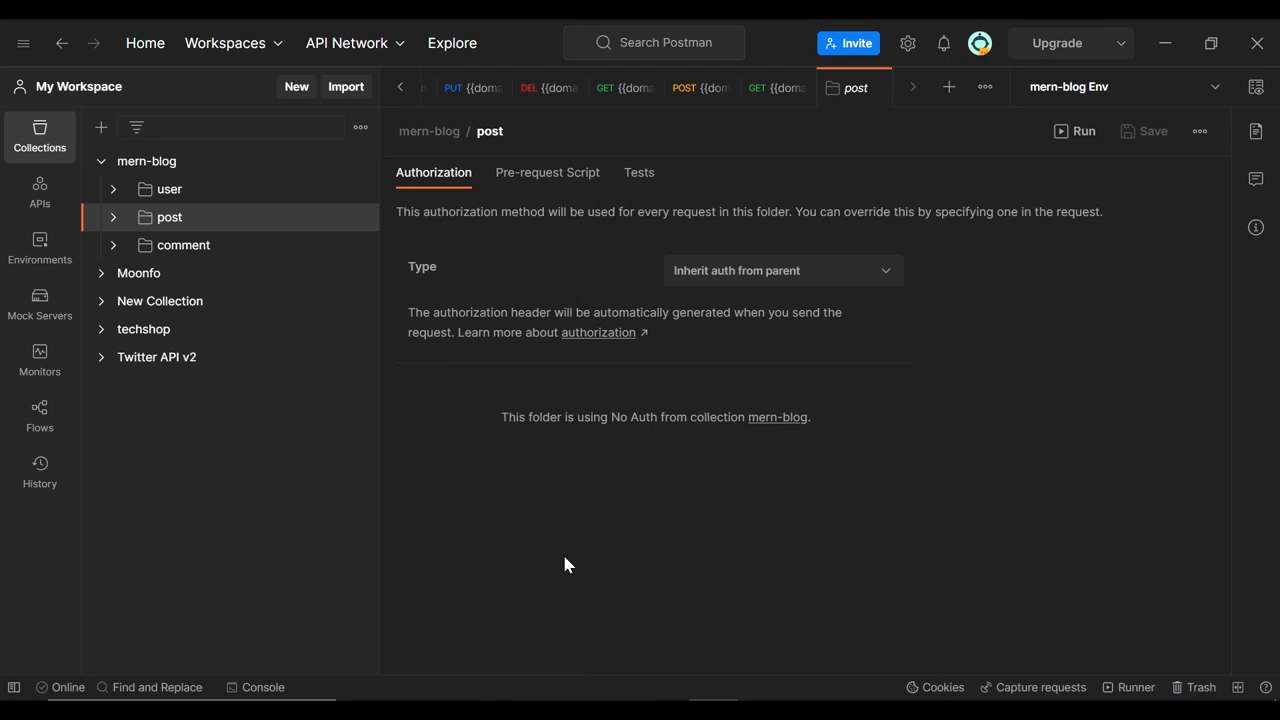 Home Workspaces API Network Explore Search Postman Invite Upgrade
My Workspace New Import PUT {{doma DEL {{doma GET {{doma POST {{dom GET {{doma post mern-blog Env
Collections
mern-blog / post Run Save
mern-blog
Authorization Pre-request Script Tests
user
APIs
This authorization method will be used for every request in this folder. You can override this by specifying one in the request.
post
comment
Environments
Type Inherit auth from parent
Moonfo
New Collection
Mock Servers
The authorization header will be automatically generated when you send the
request. Learn more about authorization ↗
techshop
Twitter API v2
Monitors
This folder is using No Auth from collection mern-blog.
Flows
History
Online Find and Replace Console Cookies Capture requests Runner Trash